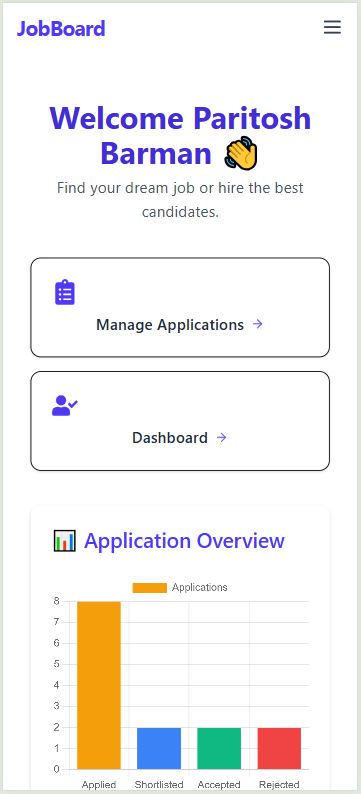 JobBoard
Welcome Paritosh
Barman 👋
Find your dream job or hire the best
candidates.
Manage Applications →
Dashboard →
📊 Application Overview
Applications
8
7
6
5
4
3
2
1
0
Applied Shortlisted Accepted Rejected